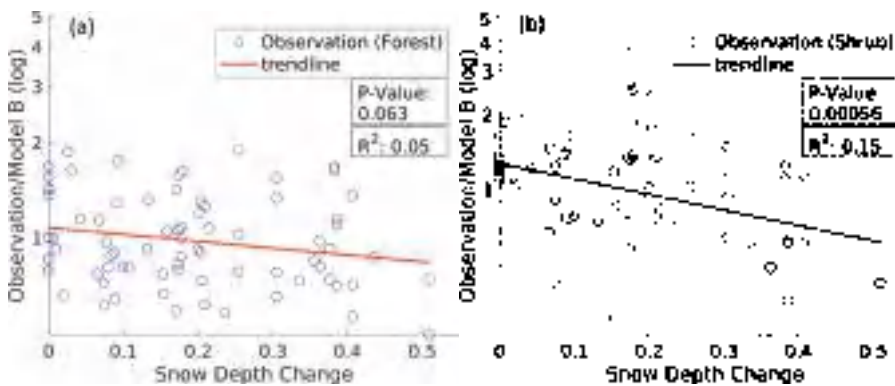 (a)
Observation (Forest)
trendline
P-Value:
0.063
R²: 0.05
Observation/Model B (log)
5
4
3
2
1
0
0.1
0.2
0.3
0.4
0.5
Snow Depth Change
(b)
Observation (Shrub)
trendline
P-Value
0.00056
R²: 0.15
Observation/Model B (log)
5
4
3
2
1
0
0.1
0.2
0.3
0.4
0.5
Snow Depth Change